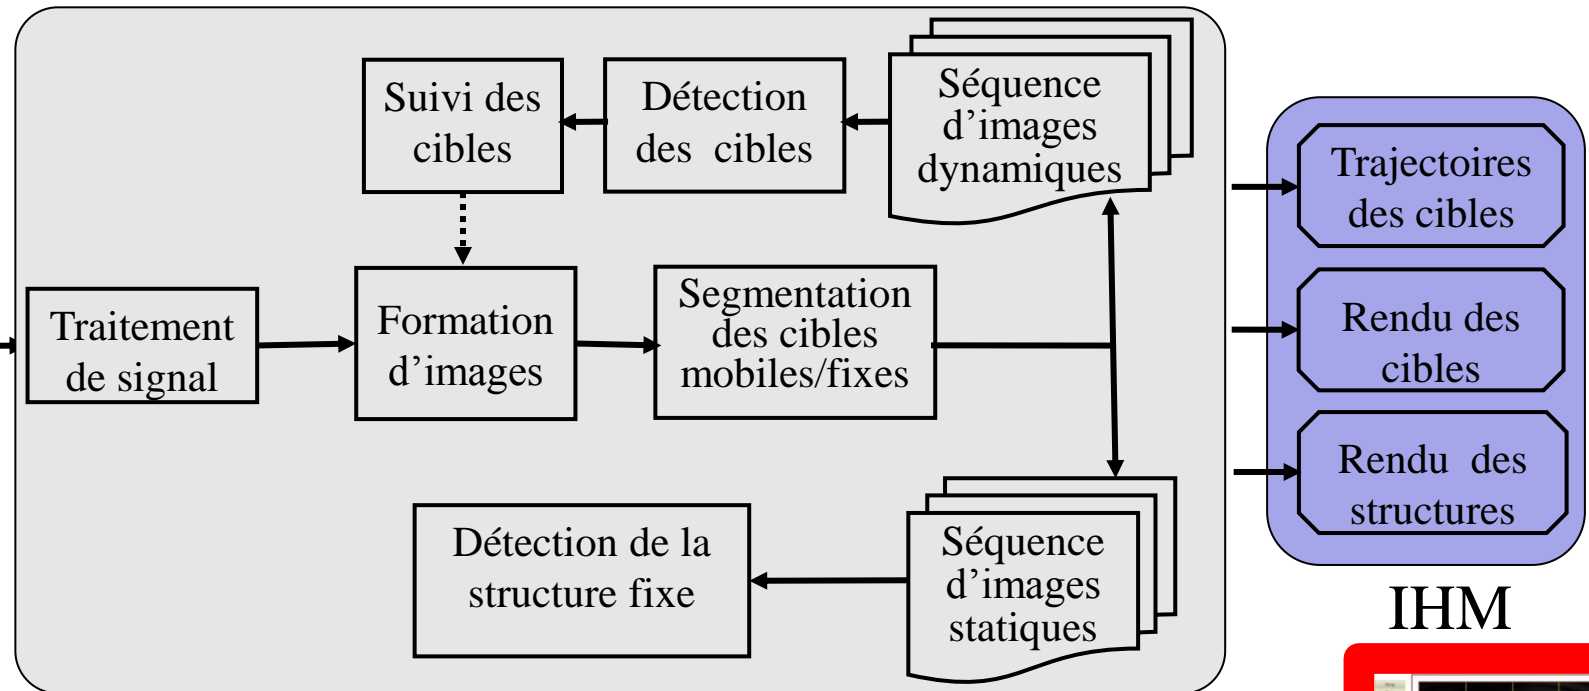 Suivi des
cibles
Détection
des cibles
Séquence
d’images
dynamiques
Trajectoires
des cibles
Traitement
de signal
Formation
d’images
Segmentation
des cibles
mobiles/fixes
Rendu des
cibles
Détection de la
structure fixe
Séquence
d’images
statiques
Rendu des
structures
IHM